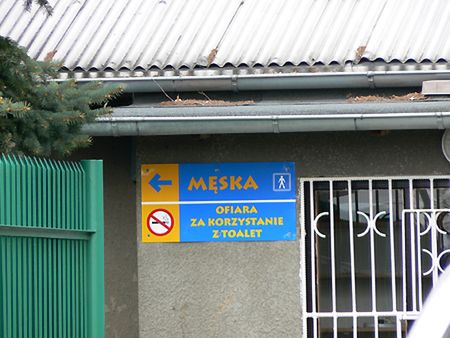 MĘSKA
OFIARA
ZA KORZYSTANIE
Z TOALET